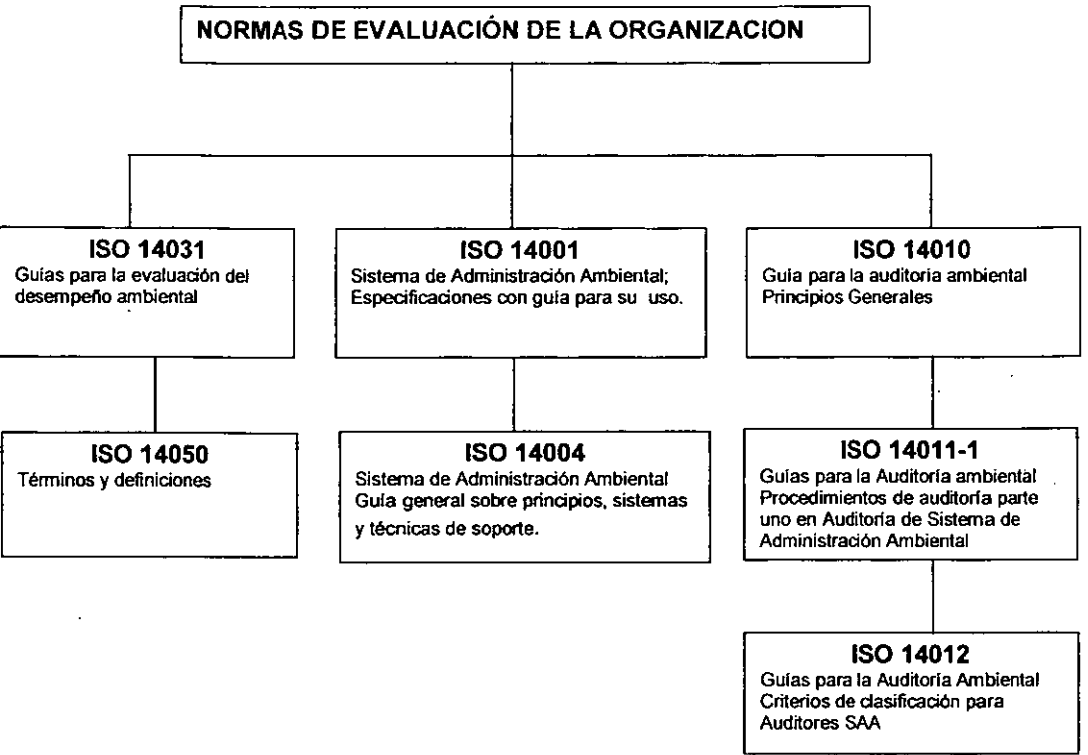 NORMAS DE EVALUACIÓN DE LA ORGANIZACION
ISO 14031
Guías para la evaluación del
desempeño ambiental
ISO 14001
Sistema de Administración Ambiental;
Especificaciones con guía para su uso.
ISO 14010
Guía para la auditoria ambiental
Principios Generales
ISO 14050
Términos y definiciones
ISO 14004
Sistema de Administración Ambiental
Guía general sobre principios, sistemas
y técnicas de soporte.
ISO 14011-1
Guías para la Auditoría ambiental
Procedimientos de auditoría parte
uno en Auditoría de Sistema de
Administración Ambiental
ISO 14012
Guías para la Auditoría Ambiental
Criterios de clasificación para
Auditores SAA